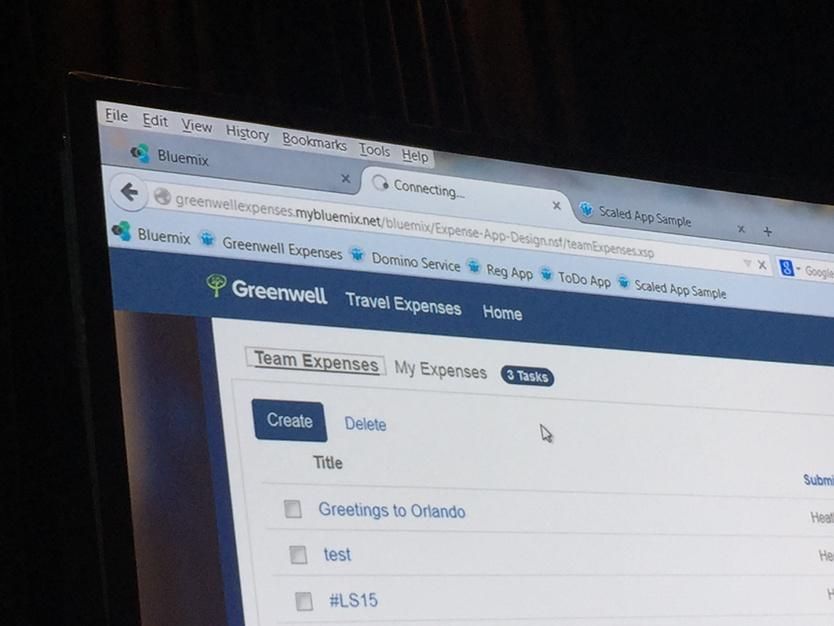 File Edit View History Bookmarks Tools Help
Bluemix Connecting... Scaled App Sample
greenwellexpenses.mybluemix.net/bluemix/Expense-App-Design.nsf/teamExpenses.xsp Google
Bluemix Greenwell Expenses Domino Service Reg App ToDo App Scaled App Sample
Greenwell Travel Expenses Home
Team Expenses My Expenses 3 Tasks
Create Delete
Title
Greetings to Orlando
test
#LS15